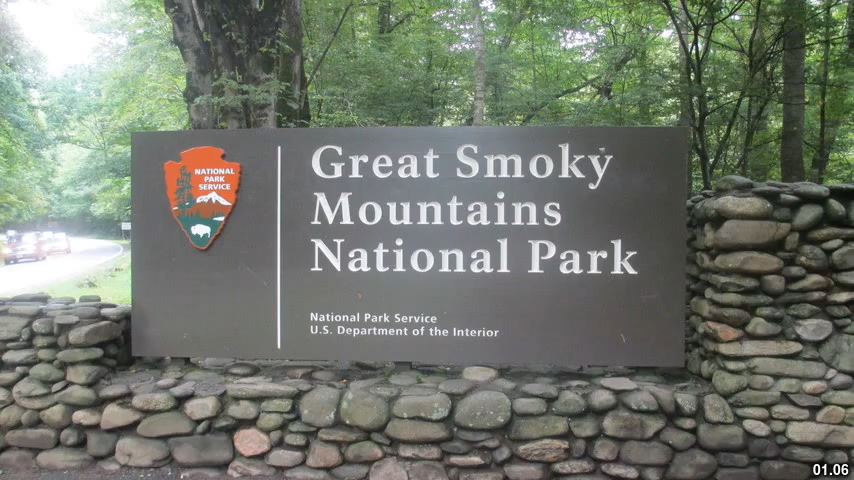 NATIONAL
PARK
SERVICE
Great Smoky
Mountains
National Park
National Park Service
U.S. Department of the Interior
01.06